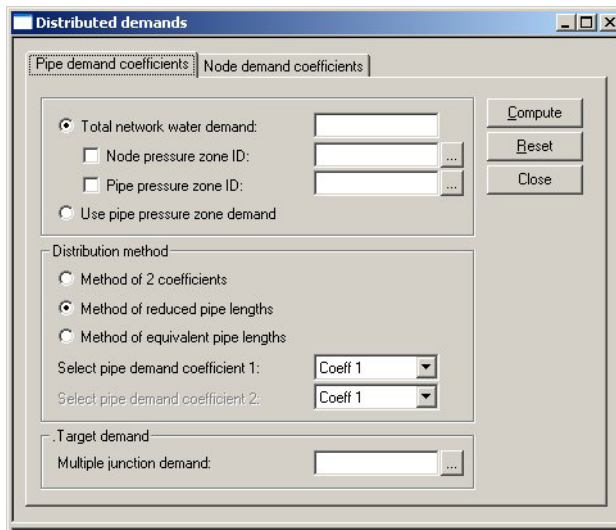 Distributed demands
Pipe demand coefficients Node demand coefficients
Total network water demand:
Node pressure zone ID: ...
Pipe pressure zone ID: ...
Use pipe pressure zone demand
Compute
Reset
Close
Distribution method
Method of 2 coefficients
Method of reduced pipe lengths
Method of equivalent pipe lengths
Select pipe demand coefficient 1: Coeff 1
Select pipe demand coefficient 2: Coeff 1
.Target demand
Multiple junction demand: ...